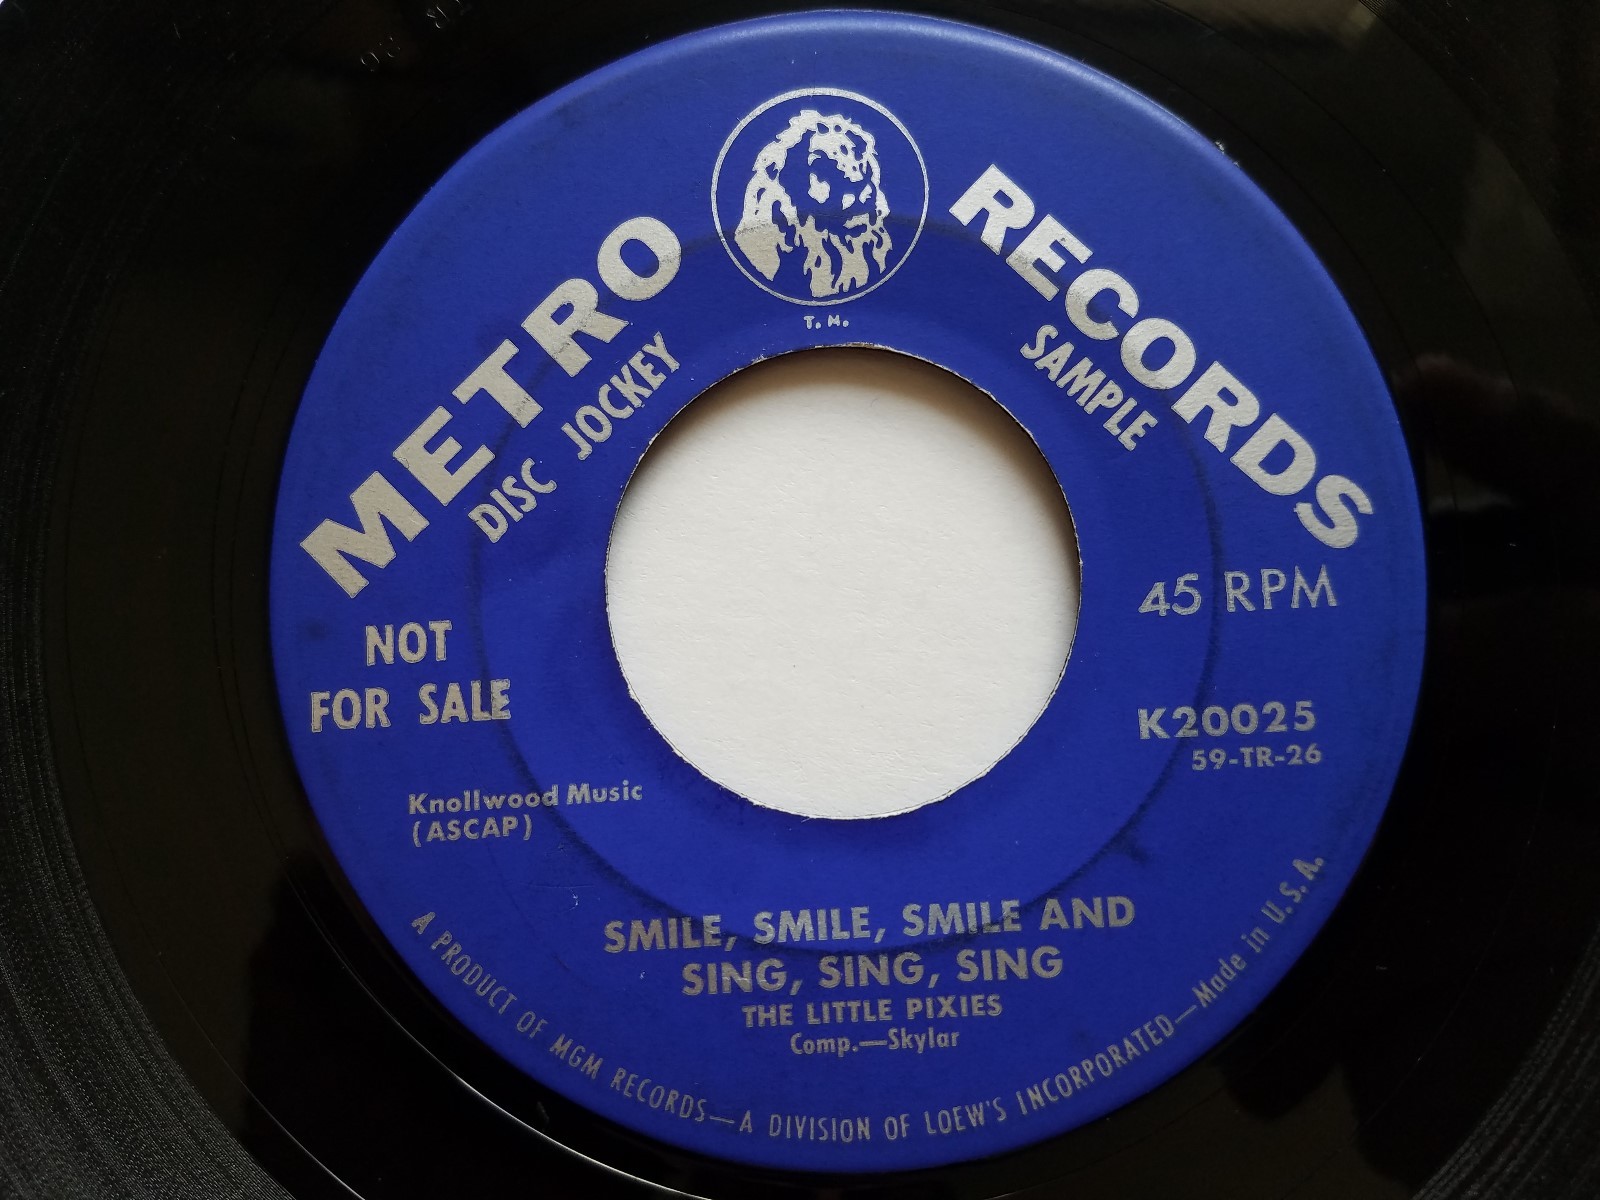 METRO RECORDS
T. M.
DISC JOCKEY SAMPLE
NOT
FOR SALE
45 RPM
K20025
59-TR-26
Knollwood Music
(ASCAP)
SMILE, SMILE, SMILE AND
SING, SING, SING
THE LITTLE PIXIES
Comp.—Skylar
A PRODUCT OF MGM RECORDS—A DIVISION OF LOEW'S INCORPORATED—Made in U.S.A.